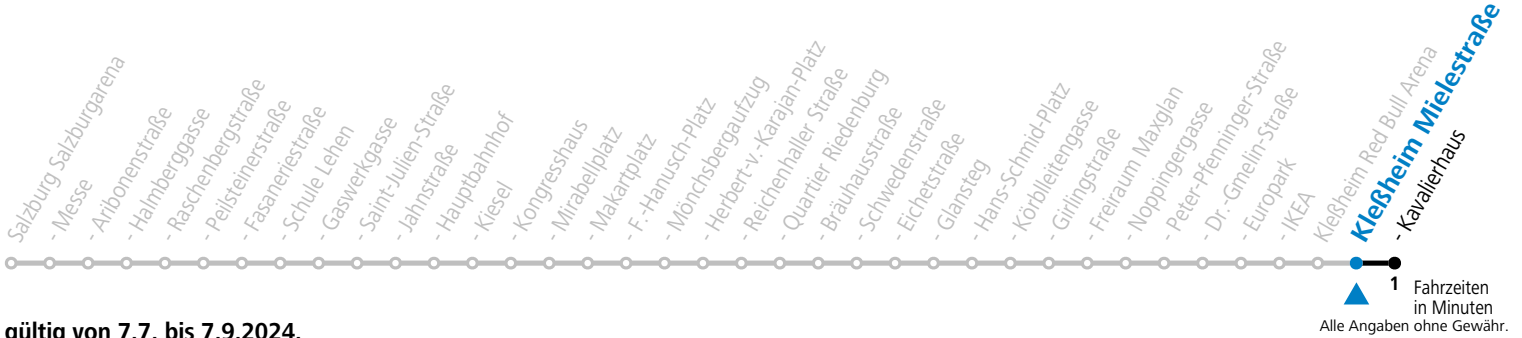 Salzburg Salzburgarena
- Messe
- Aribonenstraße
- Halmberggasse
- Raschenbergstraße
- Peilsteinerstraße
- Fasaneriestraße
- Schule Lehen
- Gaswerkgasse
- Saint-Julien-Straße
- Jahnstraße
- Hauptbahnhof
- Kiesel
- Kongresshaus
- Mirabellplatz
- Makartplatz
- F.-Hanusch-Platz
- Mönchsbergaufzug
- Herbert-v.-Karajan-Platz
- Reichenhaller Straße
- Quartier Riedenburg
- Bräuhausstraße
- Schwedenstraße
- Eichetstraße
- Glansteg
- Hans-Schmid-Platz
- Körblleitengasse
- Girlingstraße
- Freiraum Maxglan
- Noppingergasse
- Peter-Pfenninger-Straße
- Dr.-Gmelin-Straße
- Europark
- IKEA
Kleßheim Red Bull Arena
Kleßheim Mielestraße
- Kavalierhaus
1 Fahrzeiten
in Minuten
Alle Angaben ohne Gewähr.
gültig von 7.7. bis 7.9.2024.